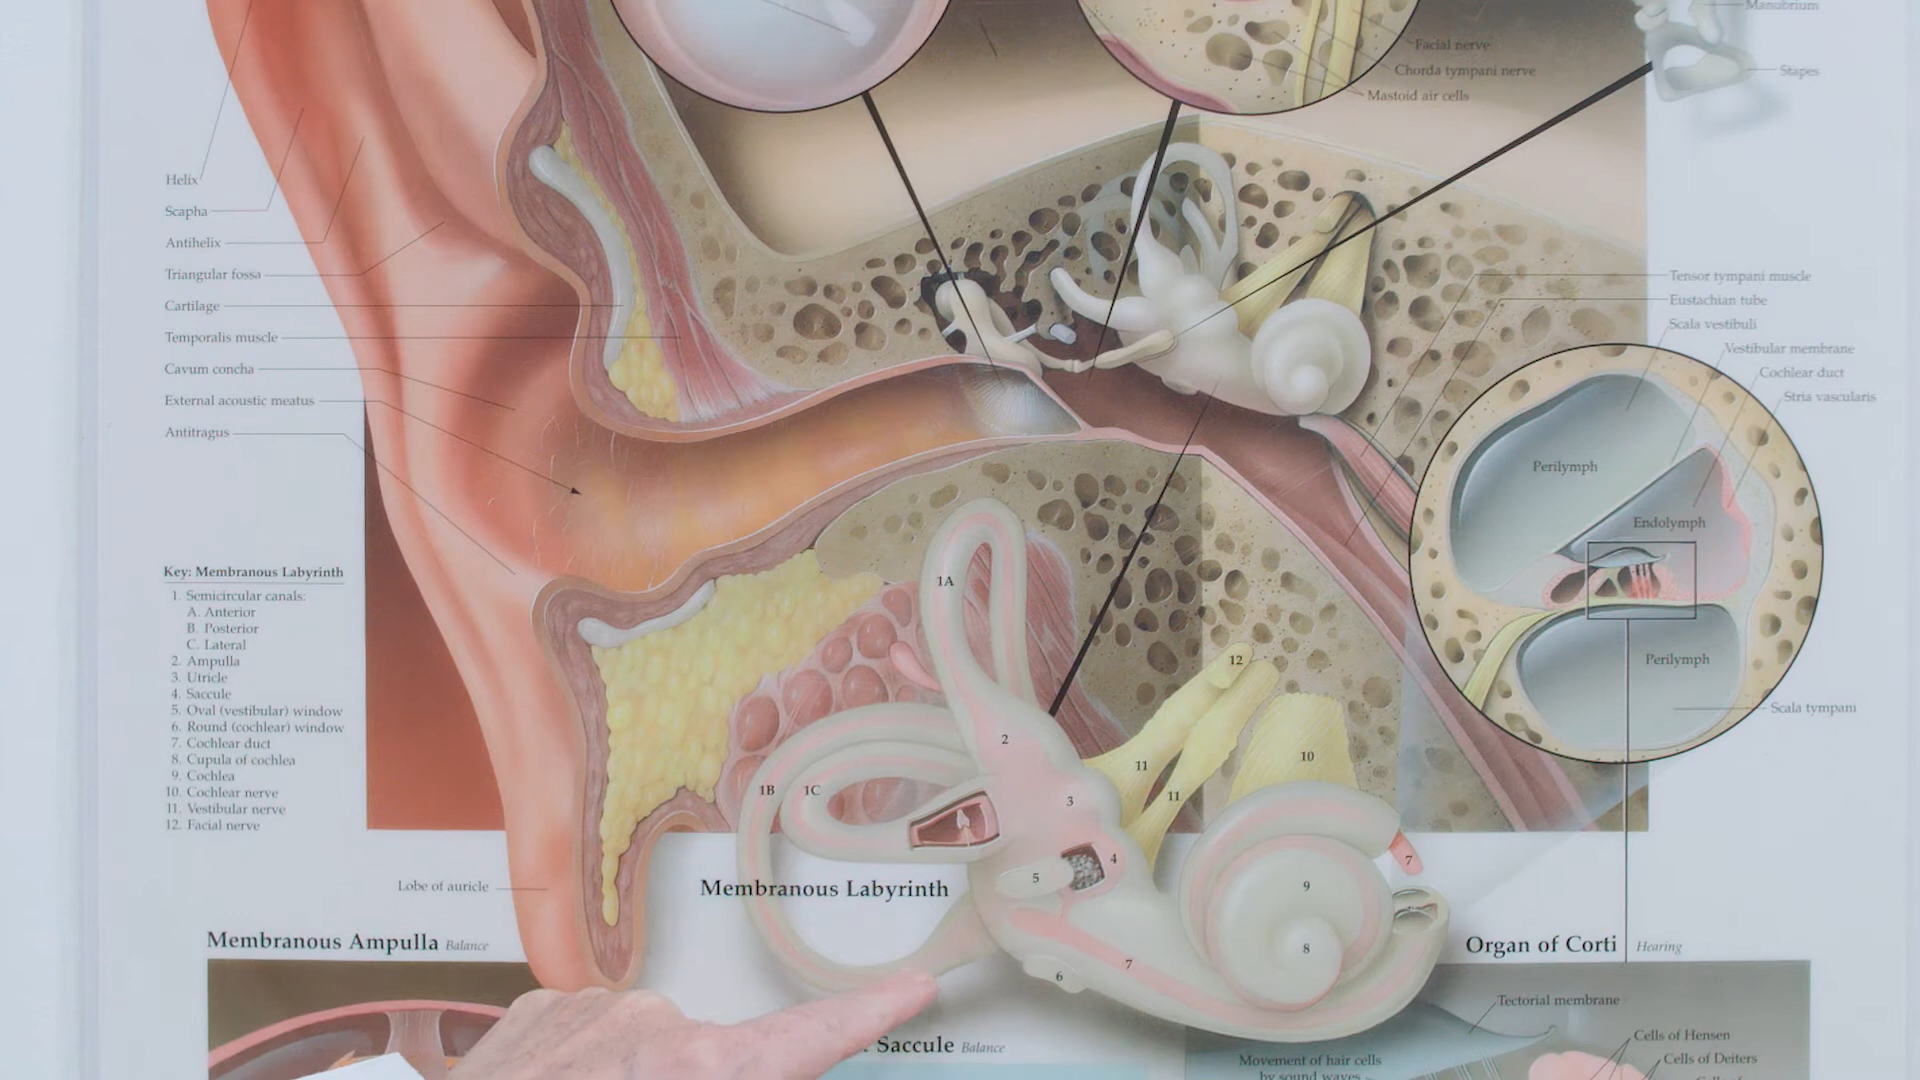 Manubrium
Facial nerve
Chorda tympani nerve
Stapes
Mastoid air cells
Helix
Scapha
Antihelix
Triangular fossa
Cartilage
Temporalis muscle
Cavum concha
External acoustic meatus
Antitragus
Tensor tympani muscle
Eustachian tube
Scala vestibuli
Vestibular membrane
Cochlear duct
Stria vascularis
Perilymph
Endolymph
Perilymph
Scala tympani
Key: Membranous Labyrinth
1. Semicircular canals:
A. Anterior
B. Posterior
C. Lateral
2. Ampulla
3. Utricle
4. Saccule
5. Oval (vestibular) window
6. Round (cochlear) window
7. Cochlear duct
8. Cupula of cochlea
9. Cochlea
10. Cochlear nerve
11. Vestibular nerve
12. Facial nerve
1A
12
2
11
10
1B
1C
3
11
4
7
5
9
8
7
6
Lobe of auricle
Membranous Labyrinth
Membranous Ampulla Balance
Organ of Corti Hearing
Saccule Balance
Tectorial membrane
Cells of Hensen
Cells of Deiters
Movement of hair cells
by sound waves